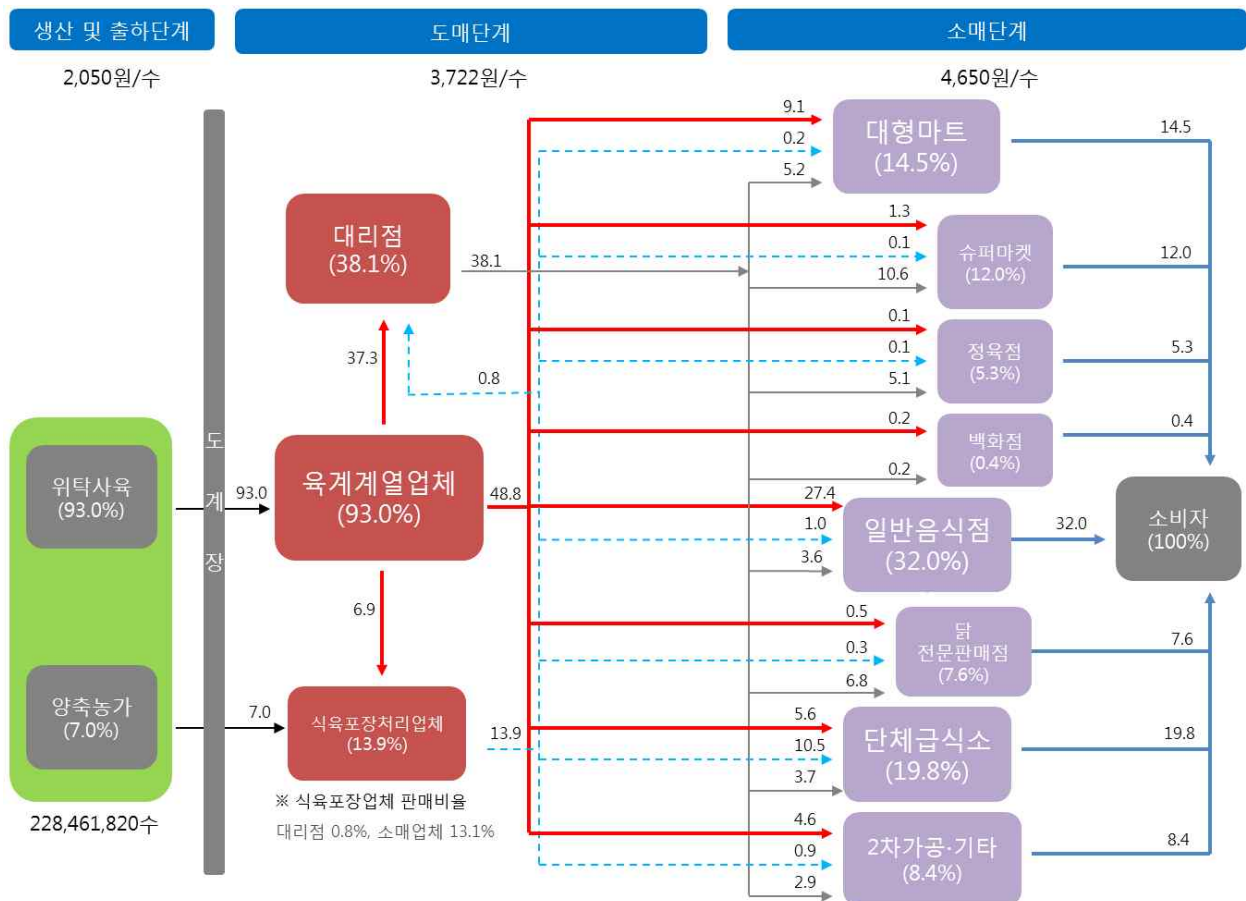 생산 및 출하단계
도매단계
소매단계
2,050원/수
3,722원/수
4,650원/수
도
계
장
위탁사육
(93.0%)
양축농가
(7.0%)
228,461,820수
93.0
7.0
대리점
(38.1%)
38.1
37.3
0.8
육계계열업체
(93.0%)
48.8
6.9
식육포장처리업체
(13.9%)
13.9
※ 식육포장업체 판매비율
대리점 0.8%, 소매업체 13.1%
9.1
0.2
5.2
대형마트
(14.5%)
14.5
1.3
0.1
10.6
슈퍼마켓
(12.0%)
12.0
0.1
0.1
5.1
정육점
(5.3%)
5.3
0.2
0.2
백화점
(0.4%)
0.4
27.4
1.0
3.6
일반음식점
(32.0%)
32.0
소비자
(100%)
0.5
0.3
6.8
닭
전문판매점
(7.6%)
7.6
5.6
10.5
3.7
단체급식소
(19.8%)
19.8
4.6
0.9
2.9
2차가공·기타
(8.4%)
8.4